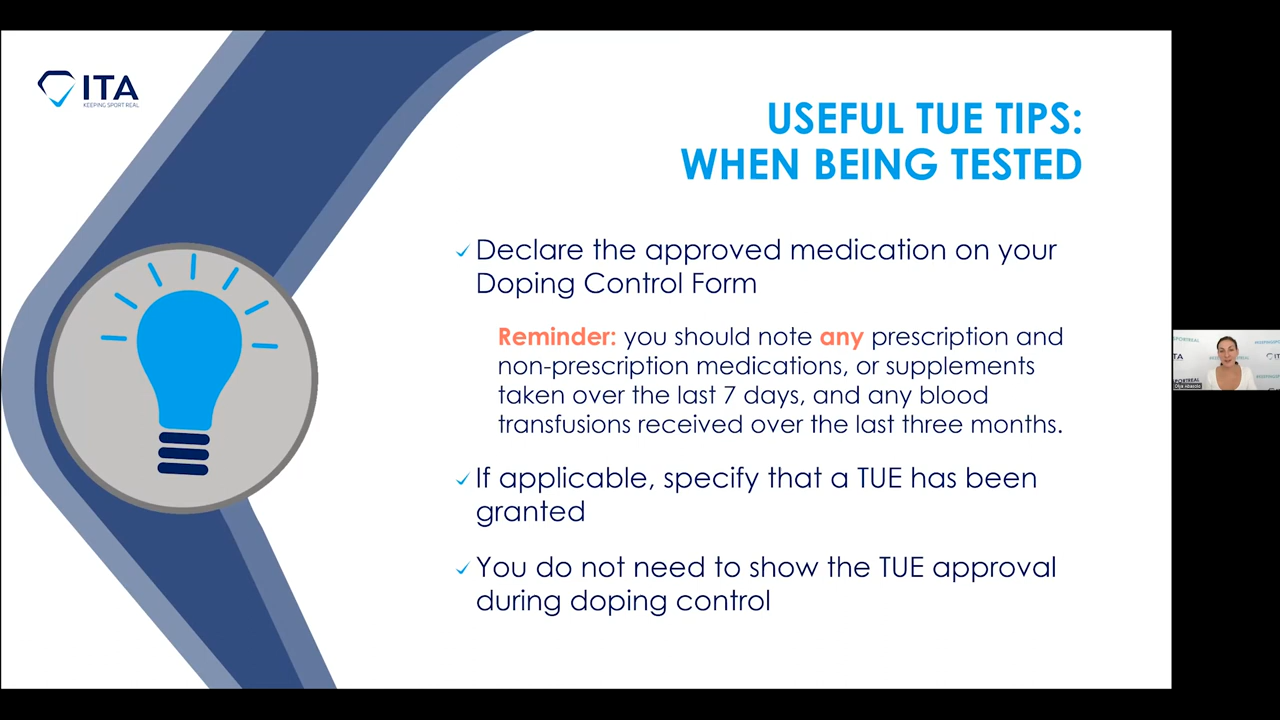 ITA
KEEPING SPORT REAL
USEFUL TUE TIPS:
WHEN BEING TESTED
Declare the approved medication on your
Doping Control Form
Reminder: you should note any prescription and
non-prescription medications, or supplements
taken over the last 7 days, and any blood
transfusions received over the last three months.
If applicable, specify that a TUE has been
granted
You do not need to show the TUE approval
during doping control